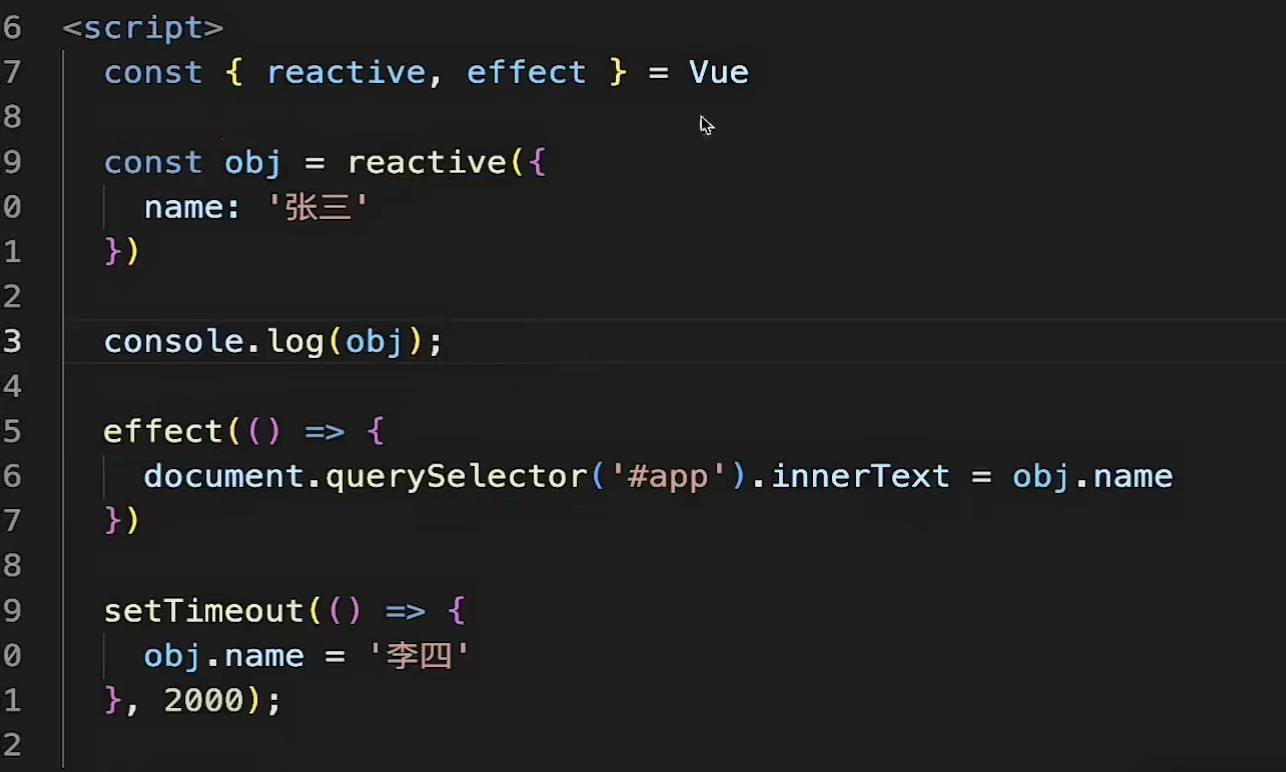 6 <script>
7 const { reactive, effect } = Vue
8
9 const obj = reactive({
0 name: '张三'
1 })
2
3 console.log(obj);
4
5 effect(() => {
6 document.querySelector('#app').innerText = obj.name
7 })
8
9 setTimeout(() => {
0 obj.name = '李四'
1 }, 2000);
2